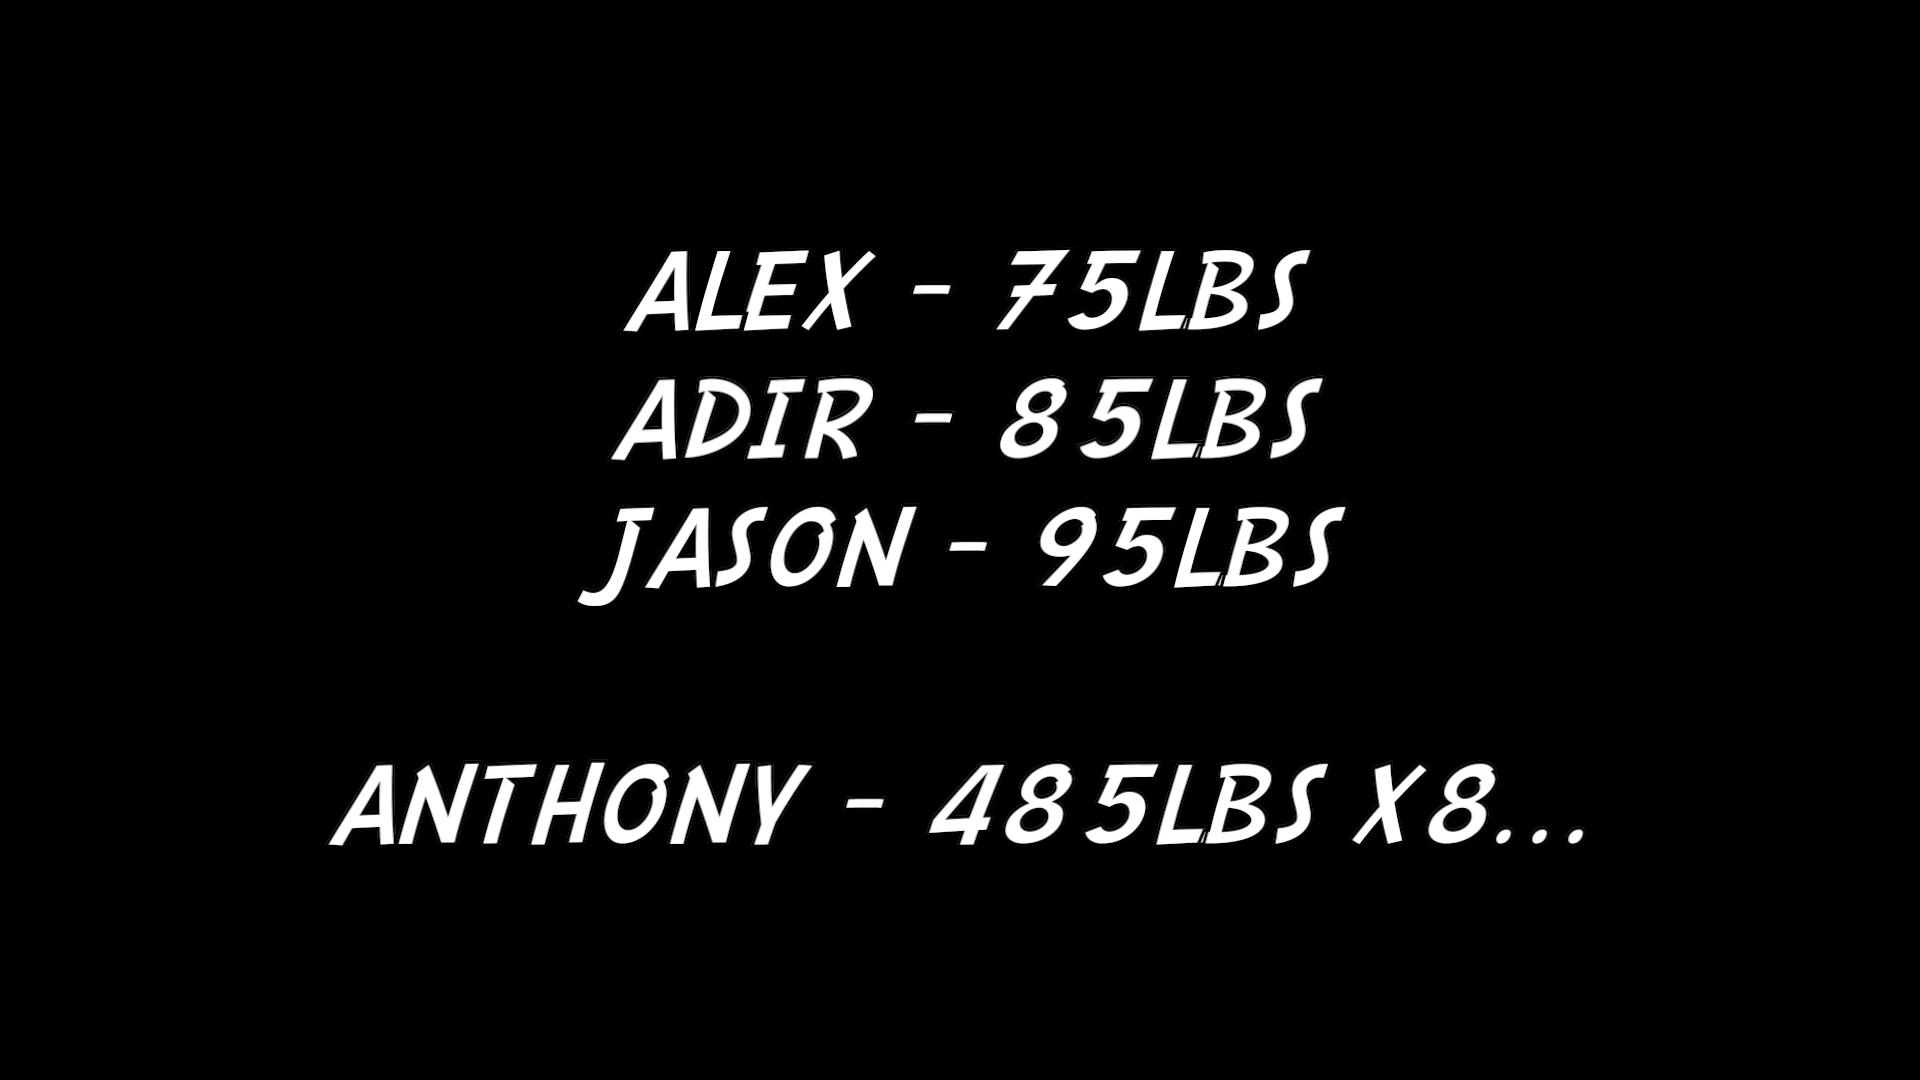 ALEX - 75LBS
ADIR - 85LBS
JASON - 95LBS
ANTHONY - 485LBS X8...